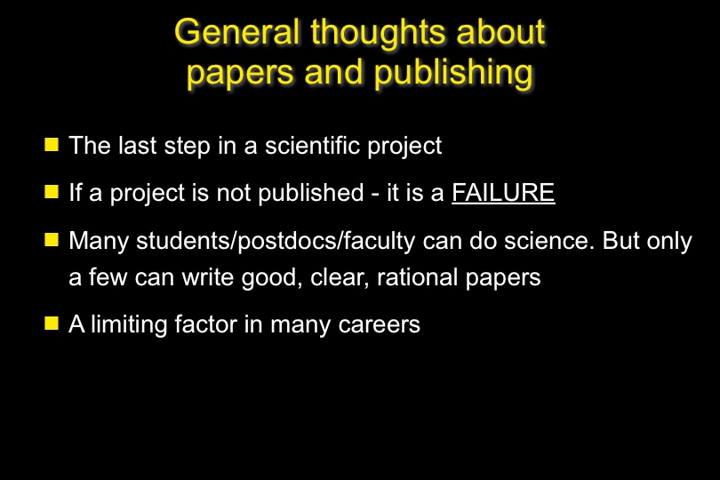 General thoughts about
papers and publishing
The last step in a scientific project
If a project is not published - it is a FAILURE
Many students/postdocs/faculty can do science. But only
a few can write good, clear, rational papers
A limiting factor in many careers